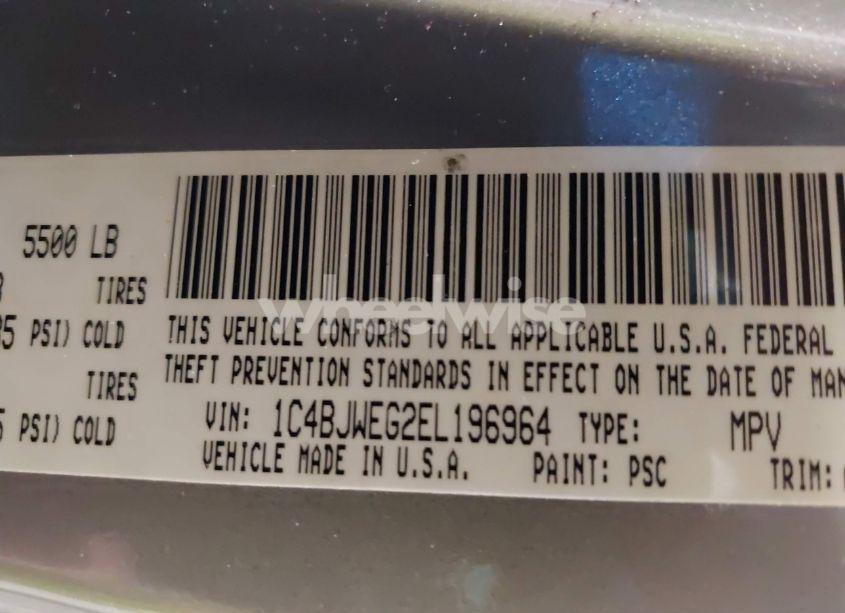 5500 LB
TIRES
PSI) COLD
TIRES
PSI) COLD
wheelwise
THIS VEHICLE CONFORMS TO ALL APPLICABLE U.S.A. FEDERAL
THEFT PREVENTION STANDARDS IN EFFECT ON THE DATE OF MAN
VIN: 1C4BJWEG2EL196964 TYPE: MPV
VEHICLE MADE IN U.S.A. PAINT: PSC TRIM: